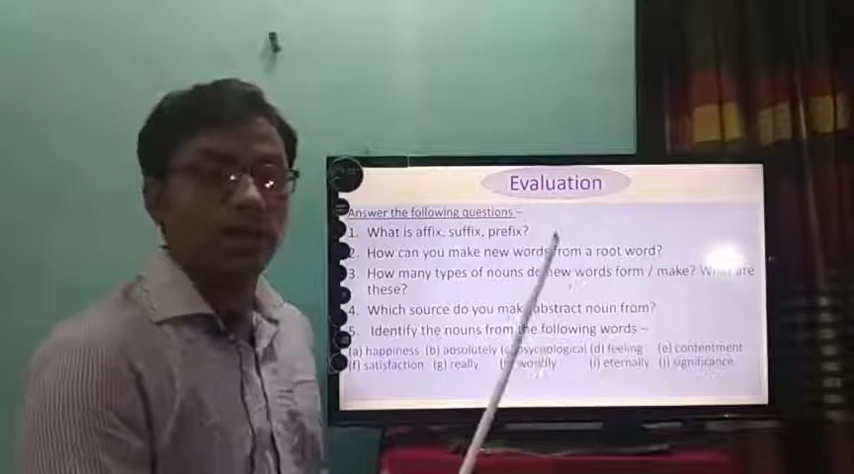 Evaluation
Answer the following questions –
1. What is affix, suffix, prefix?
2. How can you make new words from a root word?
3. How many types of nouns do new words form / make? What are
these?
4. Which source do you make abstract noun from?
5. Identify the nouns from the following words –
(a) happiness (b) absolutely (c) psychological (d) feeling (e) contentment
(f) satisfaction (g) really (h) worldly (i) eternally (j) significance